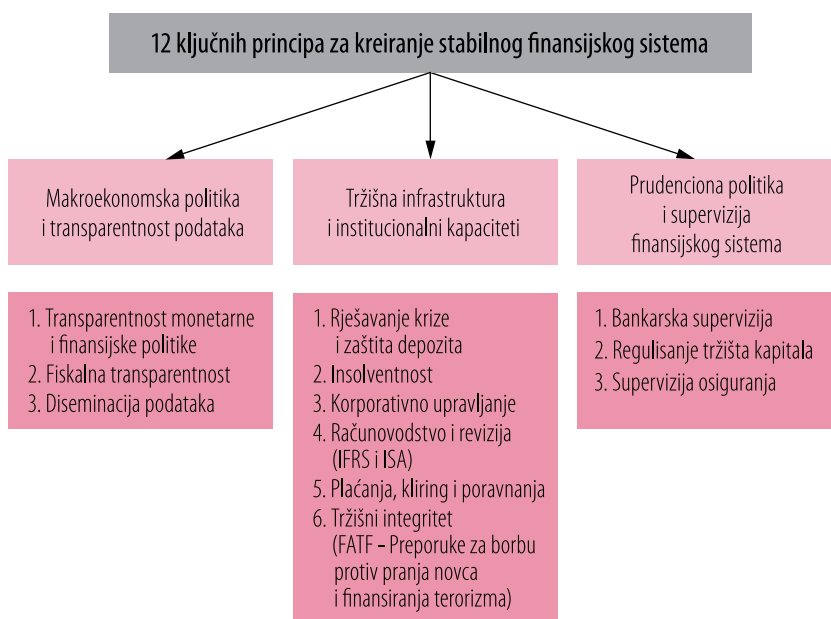 12 ključnih principa za kreiranje stabilnog finansijskog sistema
Makroekonomska politika
i transparentnost podataka
Tržišna infrastruktura
i institucionalni kapaciteti
Prudenciona politika
i supervizija
finansijskog sistema
1. Transparentnost monetarne
i finansijske politike
2. Fiskalna transparentnost
3. Diseminacija podataka
1. Rješavanje krize
i zaštita depozita
2. Insolventnost
3. Korporativno upravljanje
4. Računovodstvo i revizija
(IFRS i ISA)
5. Plaćanja, kliring i poravnanja
6. Tržišni integritet
(FATF – Preporuke za borbu
protiv pranja novca
i finansiranja terorizma)
1. Bankarska supervizija
2. Regulisanje tržišta kapitala
3. Supervizija osiguranja